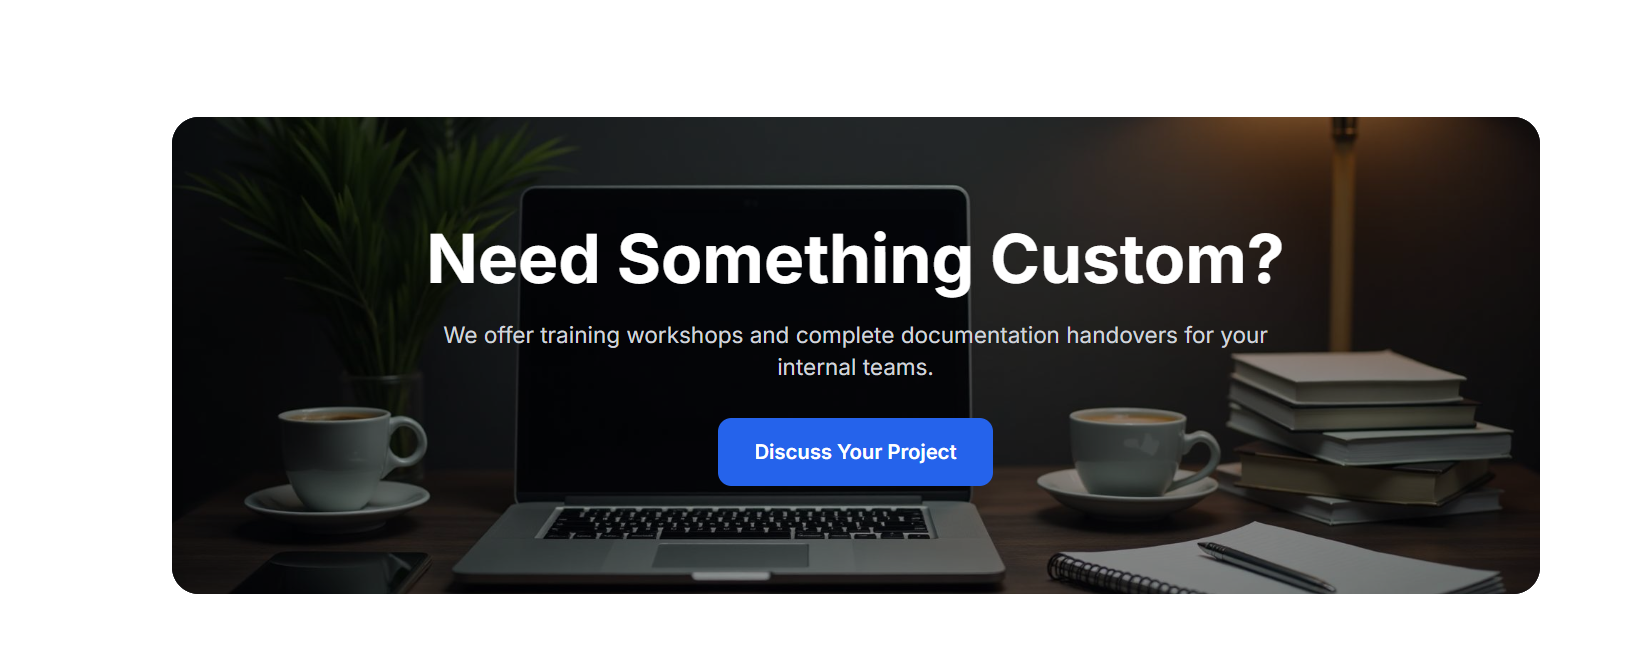 Need Something Custom?
We offer training workshops and complete documentation handovers for your
internal teams.
Discuss Your Project